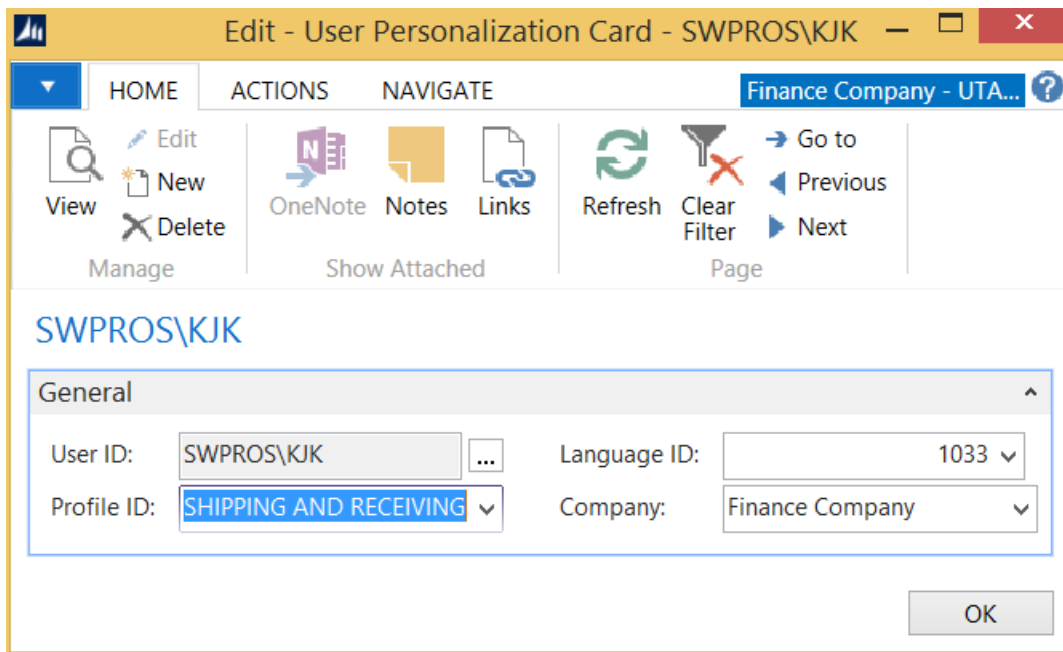 Edit - User Personalization Card - SWPROS\KJK
HOME ACTIONS NAVIGATE Finance Company - UTA... ?
View Edit New Delete
OneNote Notes Links
Refresh Clear Filter Go to Previous Next
Manage Show Attached Page
SWPROS\KJK
General
User ID: SWPROS\KJK ... Language ID: 1033
Profile ID: SHIPPING AND RECEIVING Company: Finance Company
OK